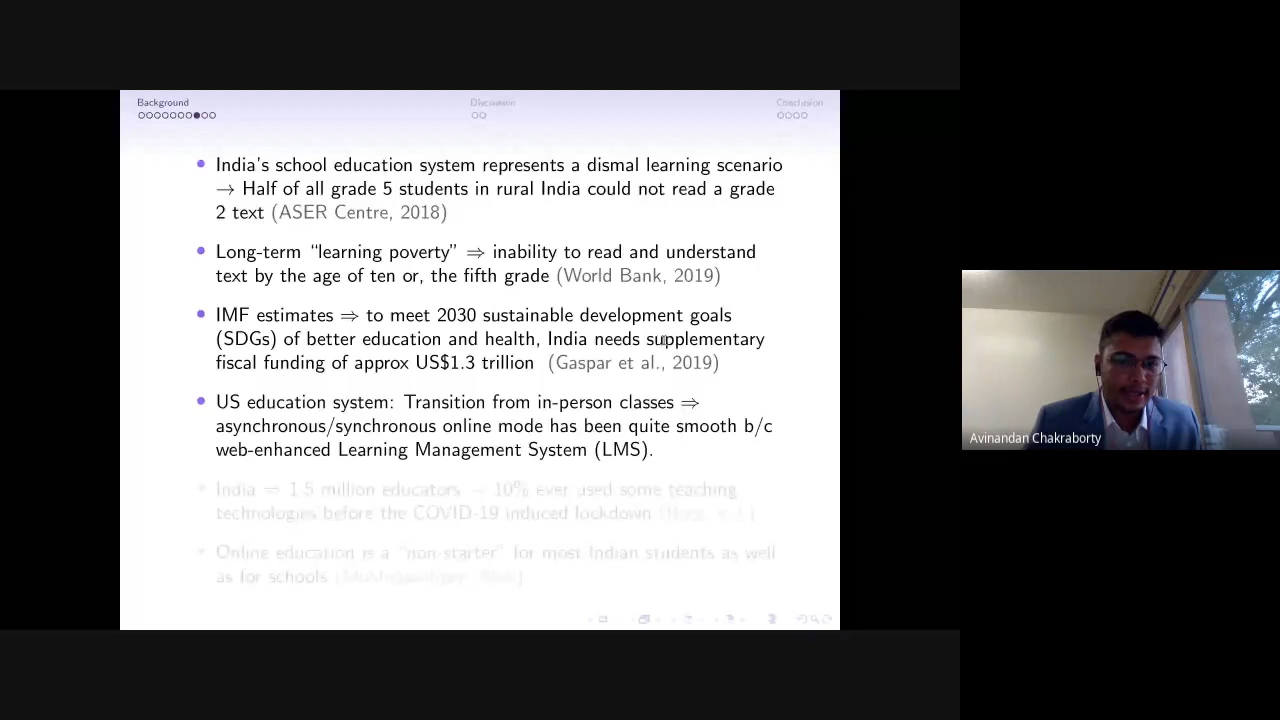 Background
Discussion
Conclusion
• India's school education system represents a dismal learning scenario
→ Half of all grade 5 students in rural India could not read a grade
2 text (ASER Centre, 2018)
• Long-term “learning poverty” ⇒ inability to read and understand
text by the age of ten or, the fifth grade (World Bank, 2019)
• IMF estimates ⇒ to meet 2030 sustainable development goals
(SDGs) of better education and health, India needs supplementary
fiscal funding of approx US$1.3 trillion (Gaspar et al., 2019)
• US education system: Transition from in-person classes ⇒
asynchronous/synchronous online mode has been quite smooth b/c
web-enhanced Learning Management System (LMS).
• India ⇒ 1.5 million educators 10% ever used some teaching
technologies before the COVID-19 induced lockdown
• Online education is a “non-starter” for most Indian students as well
as for schools
Avinandan Chakraborty